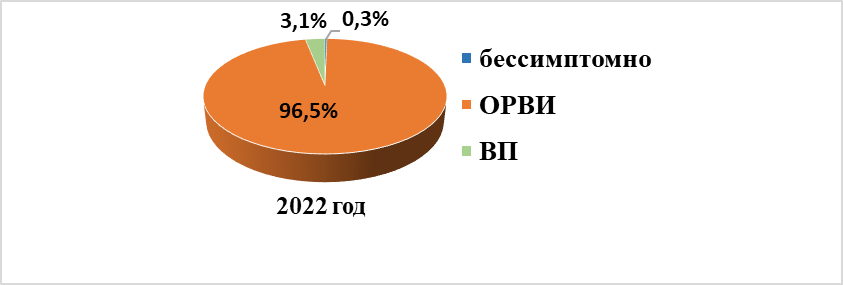 3,1%
0,3%
96,5%
бессимптомно
ОРВИ
ВП
2022 год